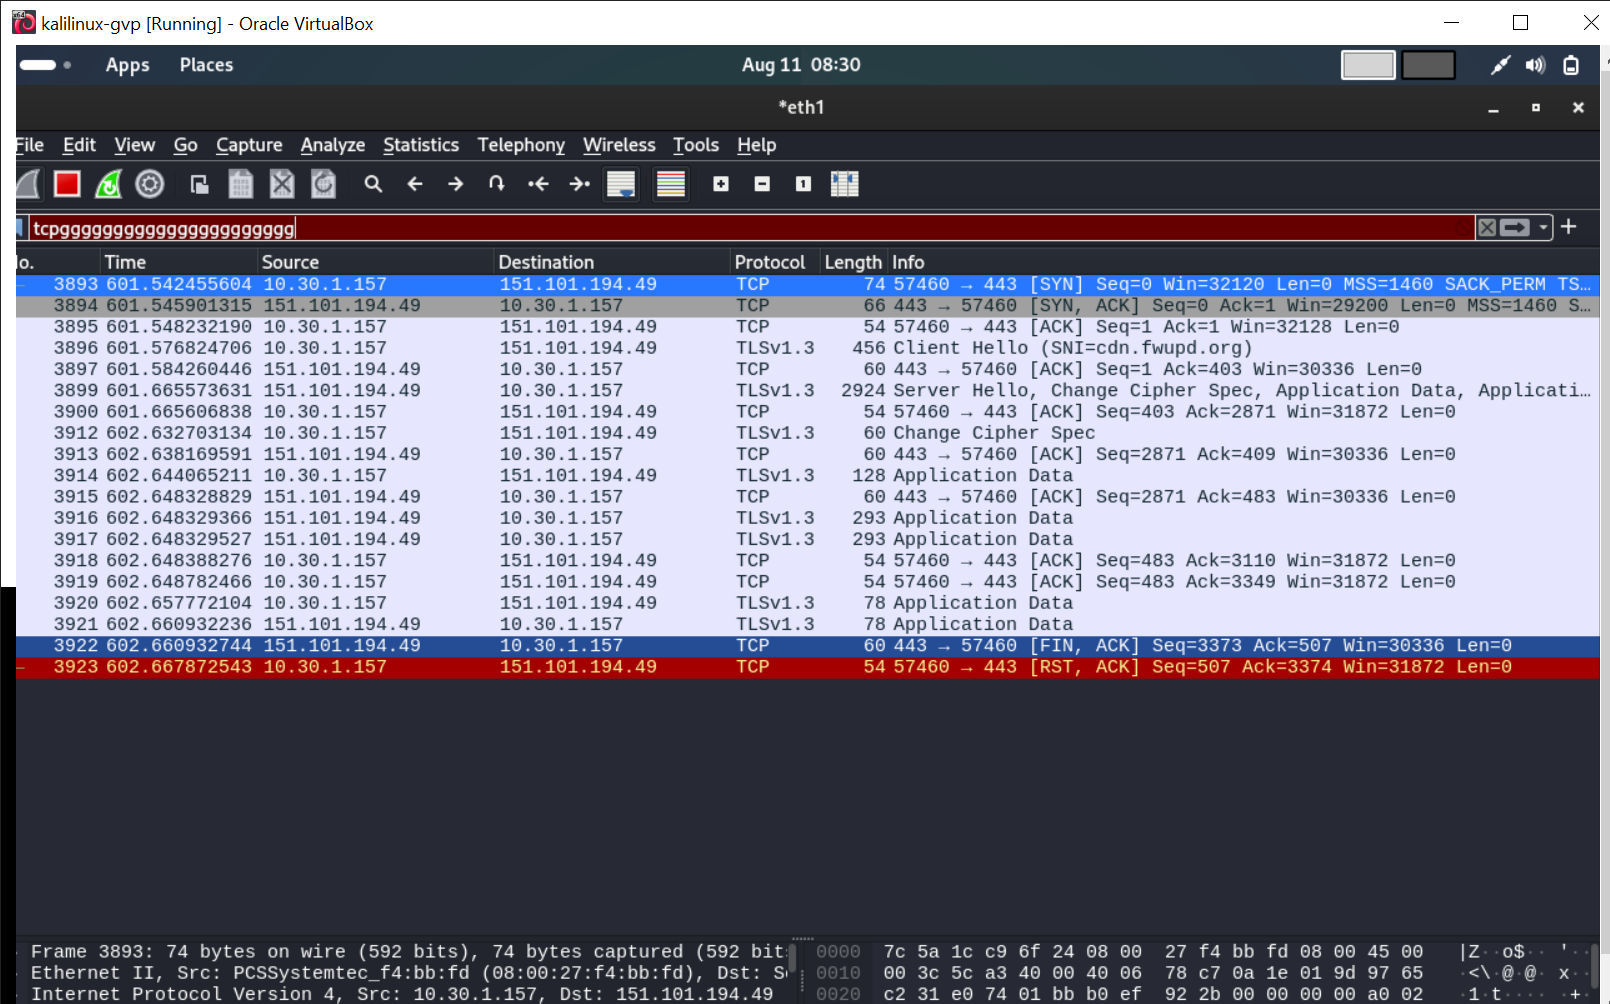 kalilinux-gvp [Running] - Oracle VirtualBox
Apps Places Aug 11 08:30
*eth1
File Edit View Go Capture Analyze Statistics Telephony Wireless Tools Help
tcpgggggggggggggggggggggg
o. Time Source Destination Protocol Length Info
3893 601.542455604 10.30.1.157 151.101.194.49 TCP 74 57460 → 443 [SYN] Seq=0 Win=32120 Len=0 MSS=1460 SACK_PERM TS…
3894 601.545901315 151.101.194.49 10.30.1.157 TCP 66 443 → 57460 [SYN, ACK] Seq=0 Ack=1 Win=29200 Len=0 MSS=1460 S…
3895 601.548232190 10.30.1.157 151.101.194.49 TCP 54 57460 → 443 [ACK] Seq=1 Ack=1 Win=32128 Len=0
3896 601.576824706 10.30.1.157 151.101.194.49 TLSv1.3 456 Client Hello (SNI=cdn.fwupd.org)
3897 601.584260446 151.101.194.49 10.30.1.157 TCP 60 443 → 57460 [ACK] Seq=1 Ack=403 Win=30336 Len=0
3899 601.665573631 151.101.194.49 10.30.1.157 TLSv1.3 2924 Server Hello, Change Cipher Spec, Application Data, Applicati…
3900 601.665606838 10.30.1.157 151.101.194.49 TCP 54 57460 → 443 [ACK] Seq=403 Ack=2871 Win=31872 Len=0
3912 602.632703134 10.30.1.157 151.101.194.49 TLSv1.3 60 Change Cipher Spec
3913 602.638169591 151.101.194.49 10.30.1.157 TCP 60 443 → 57460 [ACK] Seq=2871 Ack=409 Win=30336 Len=0
3914 602.644065211 10.30.1.157 151.101.194.49 TLSv1.3 128 Application Data
3915 602.648328829 151.101.194.49 10.30.1.157 TCP 60 443 → 57460 [ACK] Seq=2871 Ack=483 Win=30336 Len=0
3916 602.648329366 151.101.194.49 10.30.1.157 TLSv1.3 293 Application Data
3917 602.648329527 151.101.194.49 10.30.1.157 TLSv1.3 293 Application Data
3918 602.648388276 10.30.1.157 151.101.194.49 TCP 54 57460 → 443 [ACK] Seq=483 Ack=3110 Win=31872 Len=0
3919 602.648782466 10.30.1.157 151.101.194.49 TCP 54 57460 → 443 [ACK] Seq=483 Ack=3349 Win=31872 Len=0
3920 602.657772104 10.30.1.157 151.101.194.49 TLSv1.3 78 Application Data
3921 602.660932236 151.101.194.49 10.30.1.157 TLSv1.3 78 Application Data
3922 602.660932744 151.101.194.49 10.30.1.157 TCP 60 443 → 57460 [FIN, ACK] Seq=3373 Ack=507 Win=30336 Len=0
3923 602.667872543 10.30.1.157 151.101.194.49 TCP 54 57460 → 443 [RST, ACK] Seq=507 Ack=3374 Win=31872 Len=0
Frame 3893: 74 bytes on wire (592 bits), 74 bytes captured (592 bit
Ethernet II, Src: PCSSystemtec_f4:bb:fd (08:00:27:f4:bb:fd), Dst: S
Internet Protocol Version 4, Src: 10.30.1.157, Dst: 151.101.194.49
0000 7c 5a 1c c9 6f 24 08 00 27 f4 bb fd 08 00 45 00 |Z··o$·· '·
0010 00 3c 5c a3 40 00 40 06 78 c7 0a 1e 01 9d 97 65 ·<\·@·@· x·
0020 c2 31 e0 74 01 bb b0 ef 92 2b 00 00 00 00 a0 02 ·1·t···· ·+